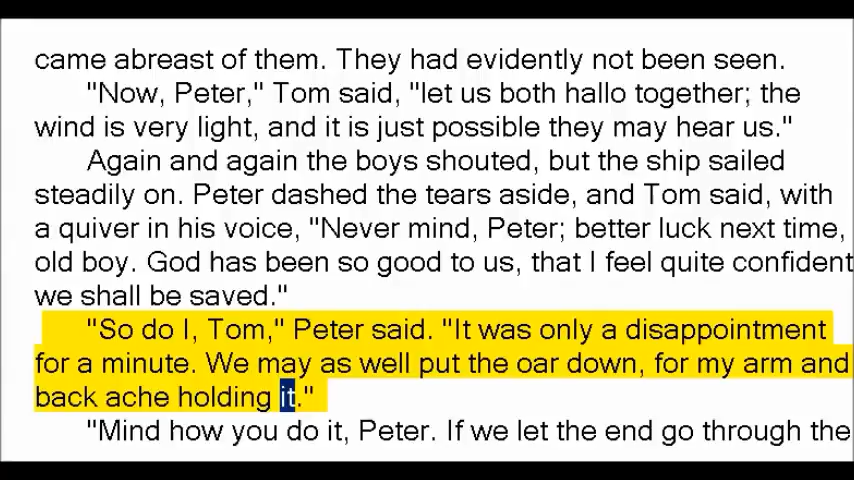 came abreast of them. They had evidently not been seen.
"Now, Peter," Tom said, "let us both hallo together; the
wind is very light, and it is just possible they may hear us."
Again and again the boys shouted, but the ship sailed
steadily on. Peter dashed the tears aside, and Tom said, with
a quiver in his voice, "Never mind, Peter; better luck next time,
old boy. God has been so good to us, that I feel quite confident
we shall be saved."
"So do I, Tom," Peter said. "It was only a disappointment
for a minute. We may as well put the oar down, for my arm and
back ache holding it."
"Mind how you do it, Peter. If we let the end go through the